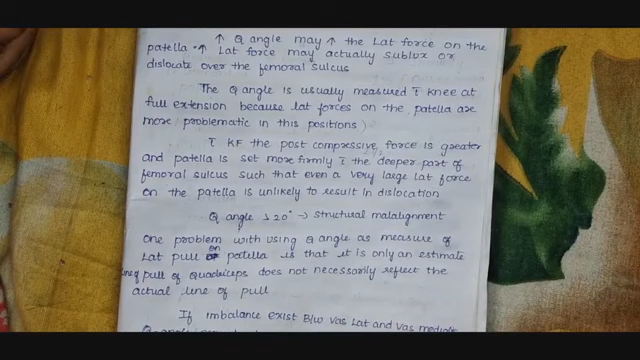 ↑ Q angle may ↑ the Lat force on the
patella. ↑ Lat force may actually sublux or
dislocate over the femoral sulcus
The Q angle is usually measured c̄ knee at
full extension because lat forces on the patella are
more problematic in this positions)
c̄ KF the post compressive force is greater
and patella is set more firmly c̄ the deeper part of
femoral sulcus such that even a very large lat force
on the patella is unlikely to result in dislocation
Q angle > 20° → structural malalignment
One problem with using Q angle as measure of
Lat pull on patella is that it is only an estimate
line of pull of Quadriceps does not necessarily reflect the
actual line of pull
If imbalance exist B/w Vas Lat and Vas medialis
Q angle